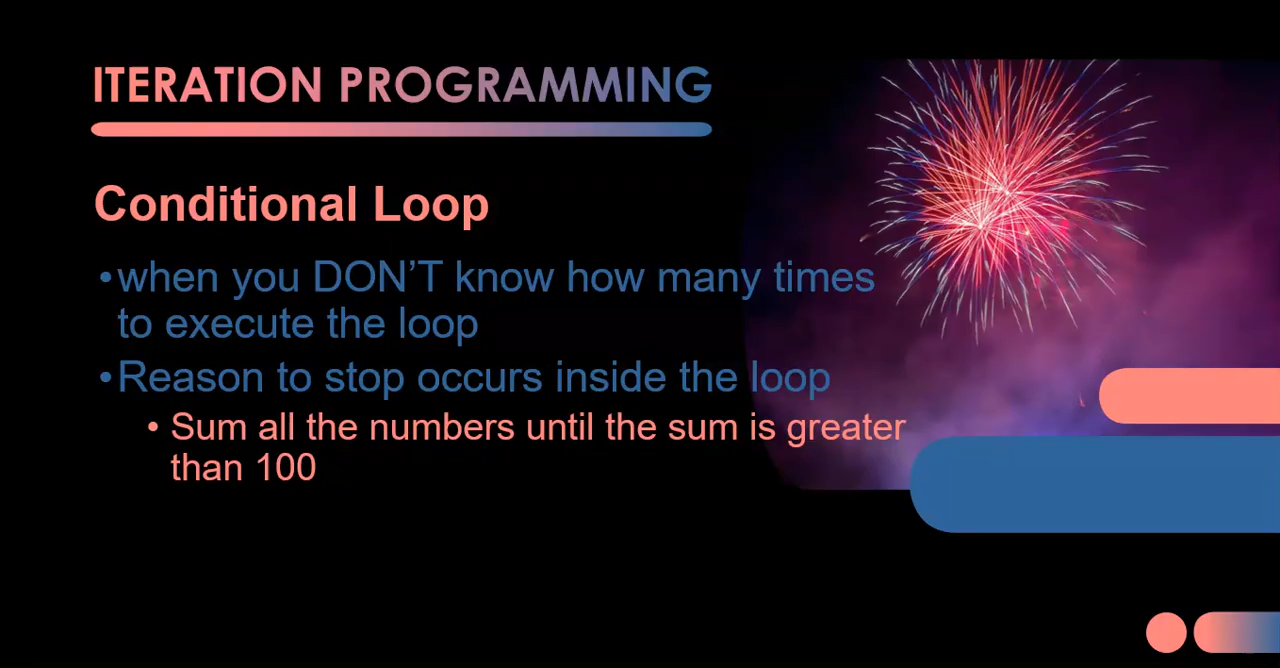 ITERATION PROGRAMMING
Conditional Loop
•when you DON’T know how many times
to execute the loop
•Reason to stop occurs inside the loop
• Sum all the numbers until the sum is greater
than 100